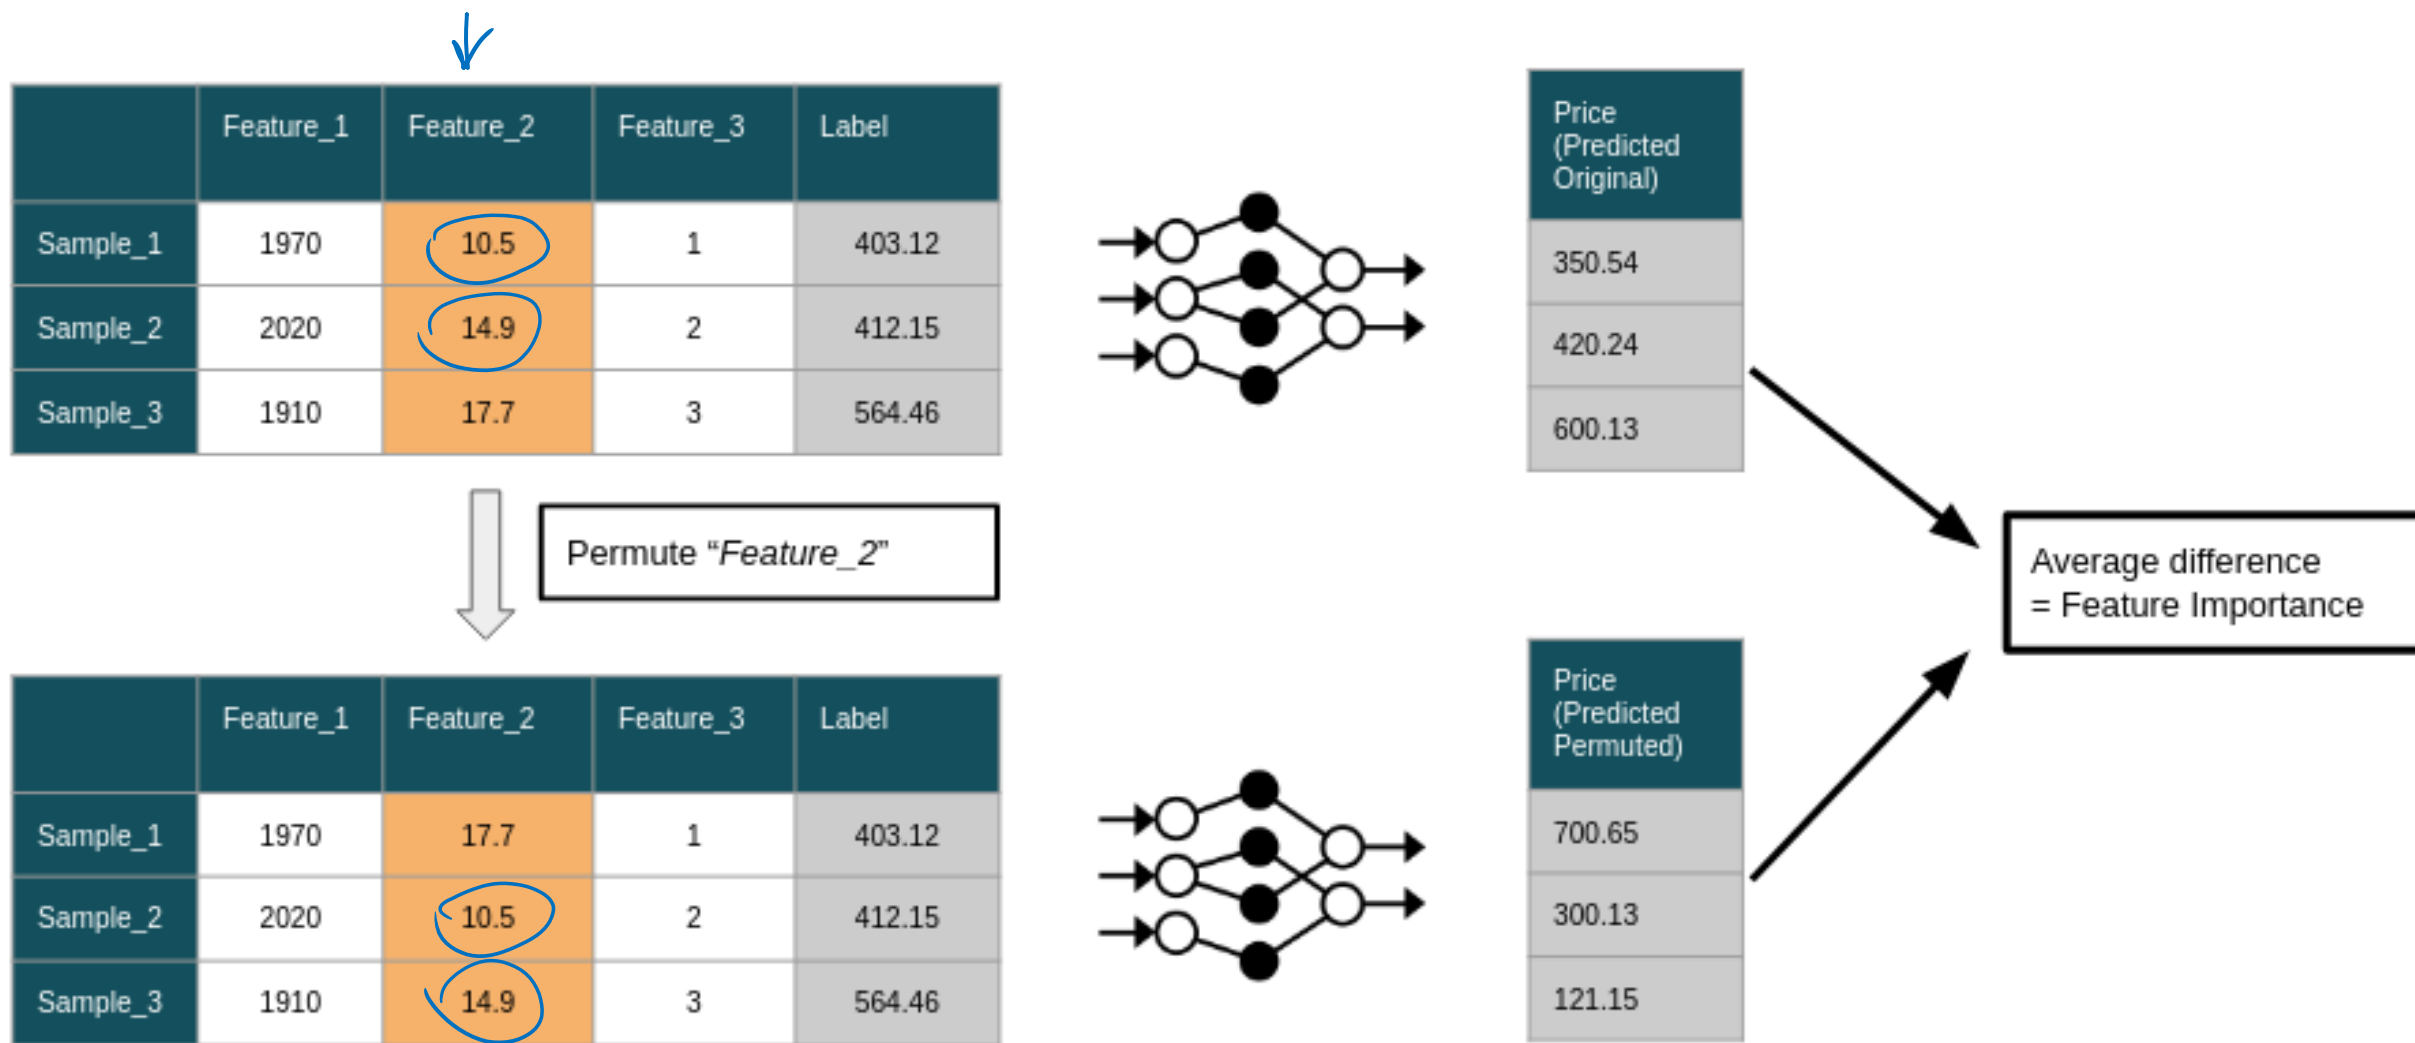 Feature_1 Feature_2 Feature_3 Label
Sample_1 1970 10.5 1 403.12
Sample_2 2020 14.9 2 412.15
Sample_3 1910 17.7 3 564.46
Price
(Predicted
Original)
350.54
420.24
600.13
Permute “Feature_2”
Average difference
= Feature Importance
Feature_1 Feature_2 Feature_3 Label
Sample_1 1970 17.7 1 403.12
Sample_2 2020 10.5 2 412.15
Sample_3 1910 14.9 3 564.46
Price
(Predicted
Permuted)
700.65
300.13
121.15